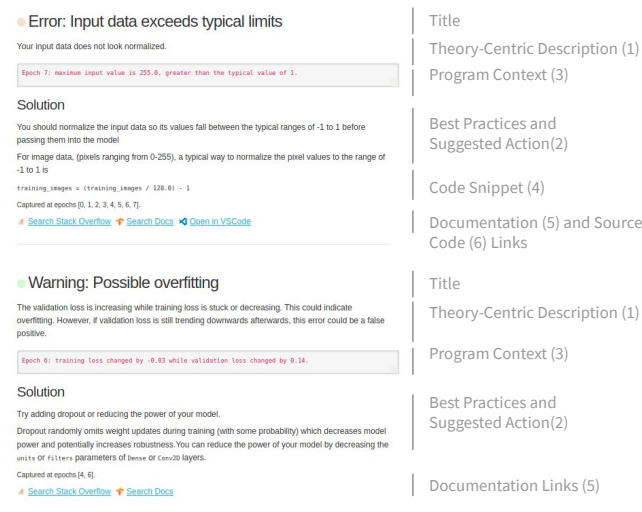 Error: Input data exceeds typical limits
Title
Your input data does not look normalized.
Theory-Centric Description (1)
Epoch 7: maximum input value is 255.0, greater than the typical value of 1.
Program Context (3)
Solution
You should normalize the input data so its values fall between the typical ranges of -1 to 1 before
passing them into the model
For image data, (pixels ranging from 0-255), a typical way to normalize the pixel values to the range of
-1 to 1 is
Best Practices and
Suggested Action(2)
training_images = (training_images / 128.0) - 1
Code Snippet (4)
Captured at epochs [0, 1, 2, 3, 4, 5, 6, 7].
Search Stack Overflow Search Docs Open in VSCode
Documentation (5) and Source
Code (6) Links
Warning: Possible overfitting
Title
The validation loss is increasing while training loss is stuck or decreasing. This could indicate
overfitting. However, if validation loss is still trending downwards afterwards, this error could be a false
positive.
Theory-Centric Description (1)
Epoch 6: training loss changed by -0.03 while validation loss changed by 0.14.
Program Context (3)
Solution
Try adding dropout or reducing the power of your model.
Dropout randomly omits weight updates during training (with some probability) which decreases model
power and potentially increases robustness.You can reduce the power of your model by decreasing the
units or filters parameters of Dense or Conv2D layers.
Best Practices and
Suggested Action(2)
Captured at epochs [4, 6].
Search Stack Overflow Search Docs
Documentation Links (5)